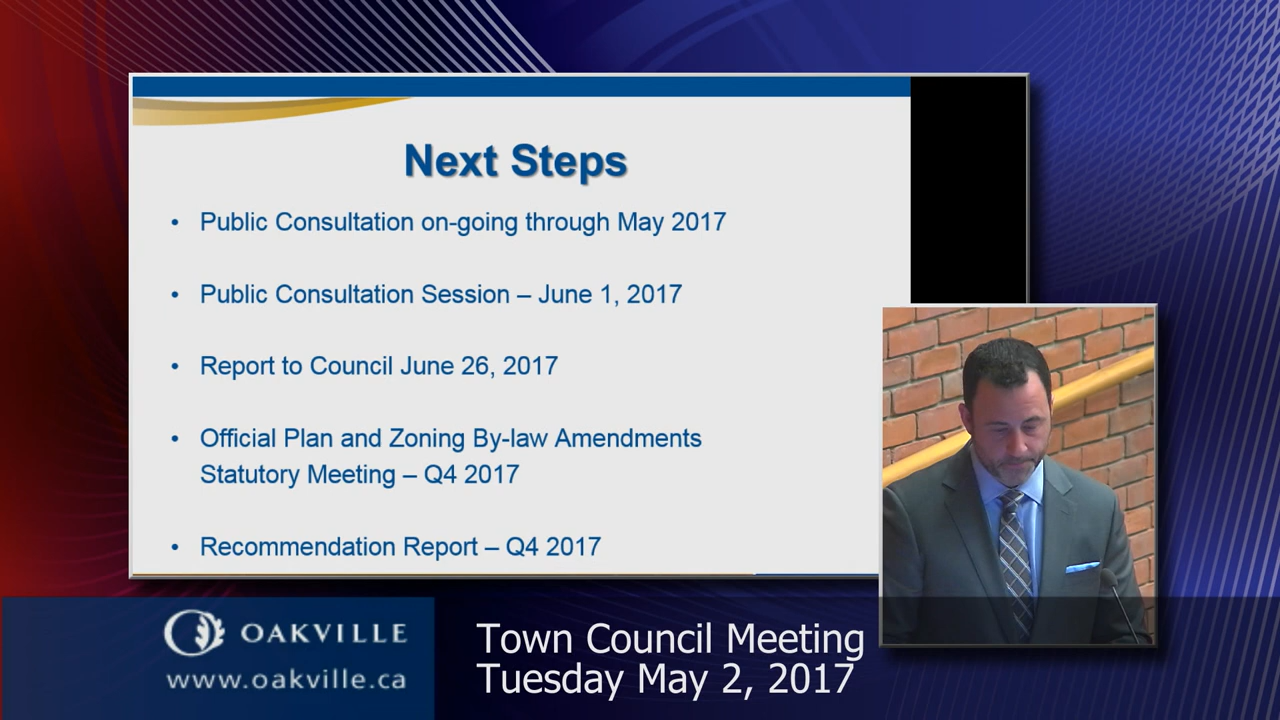 Next Steps
• Public Consultation on-going through May 2017
• Public Consultation Session – June 1, 2017
• Report to Council June 26, 2017
• Official Plan and Zoning By-law Amendments
Statutory Meeting – Q4 2017
• Recommendation Report – Q4 2017
OAKVILLE
www.oakville.ca
Town Council Meeting
Tuesday May 2, 2017